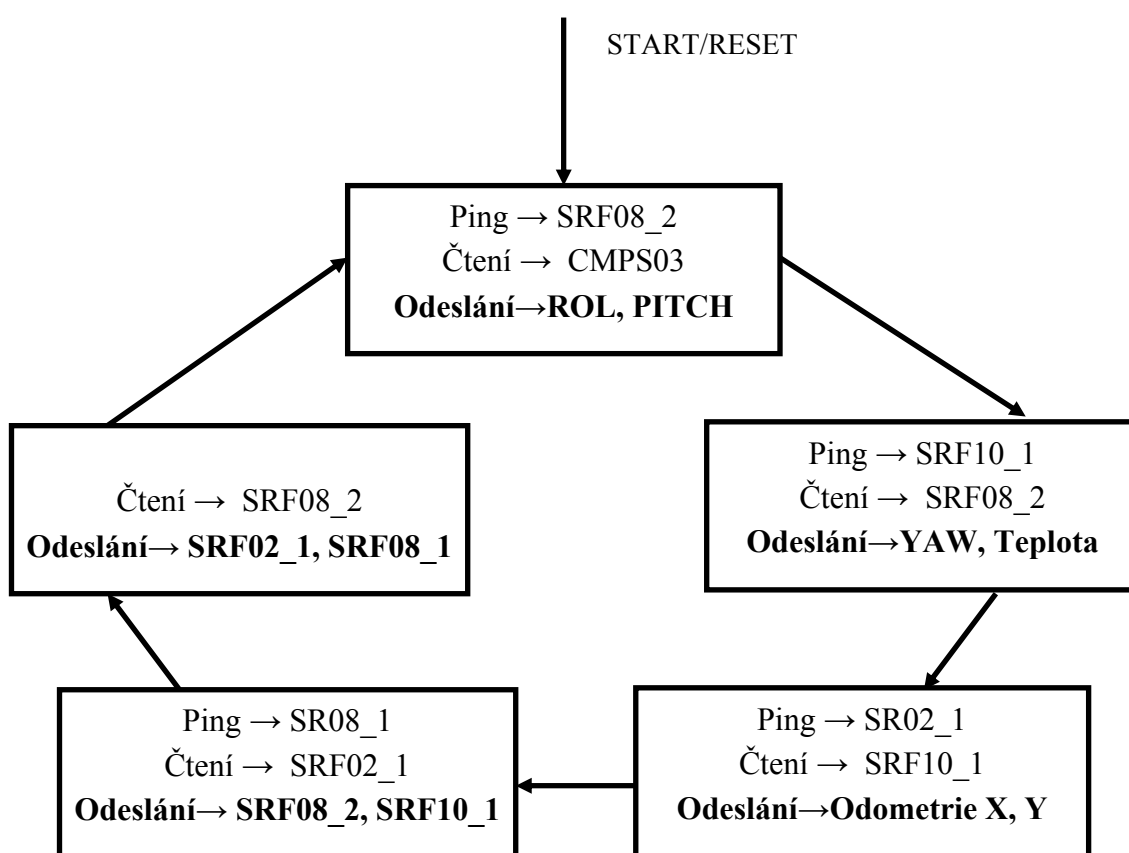 START/RESET
Ping → SRF08_2
Čtení → CMPS03
Odeslání→ROL, PITCH
Ping → SRF10_1
Čtení → SRF08_2
Odeslání→YAW, Teplota
Ping → SR02_1
Čtení → SRF10_1
Odeslání→Odometrie X, Y
Ping → SR08_1
Čtení → SRF02_1
Odeslání→ SRF08_2, SRF10_1
Čtení → SRF08_2
Odeslání→ SRF02_1, SRF08_1